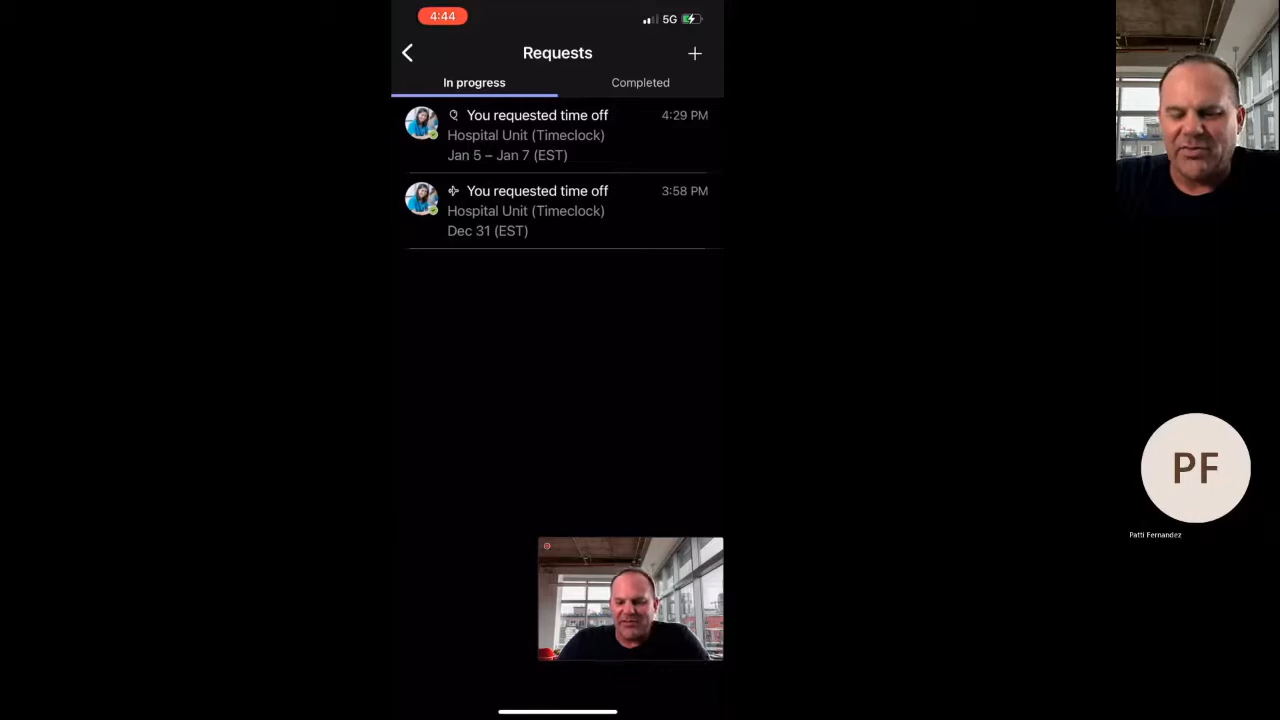 4:44
5G
Requests
In progress
Completed
You requested time off
4:29 PM
Hospital Unit (Timeclock)
Jan 5 – Jan 7 (EST)
You requested time off
3:58 PM
Hospital Unit (Timeclock)
Dec 31 (EST)
PF
Patti Fernandez